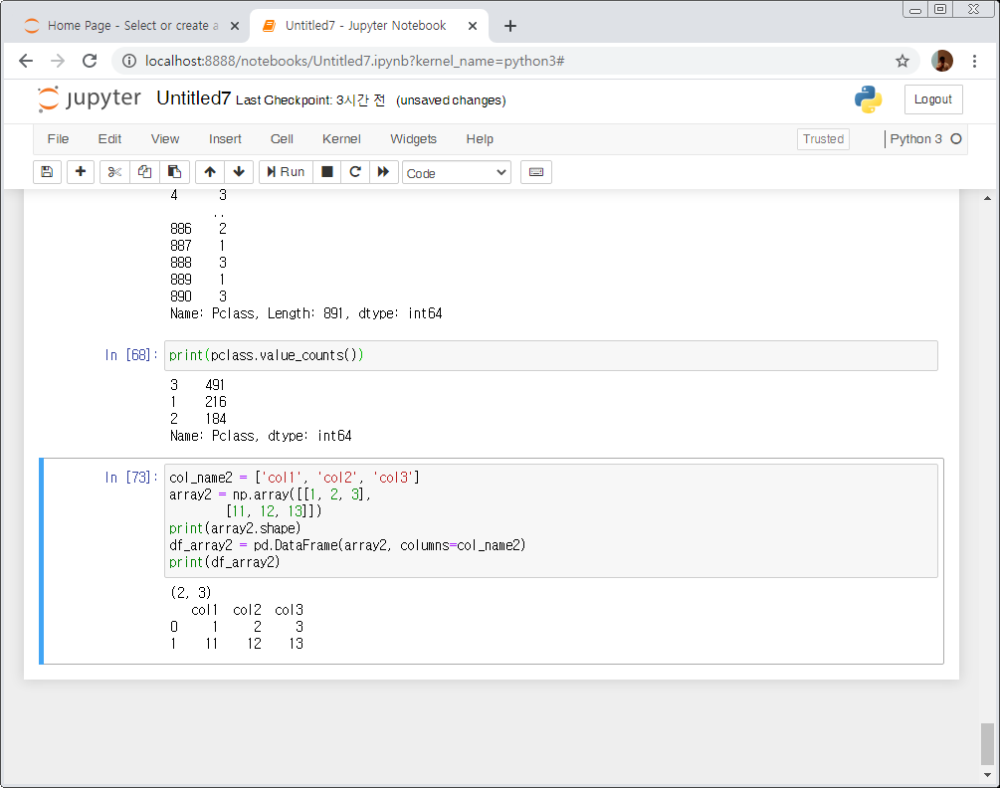 Home Page - Select or create a
Untitled7 - Jupyter Notebook
localhost:8888/notebooks/Untitled7.ipynb?kernel_name=python3#
jupyter Untitled7 Last Checkpoint: 3시간 전 (unsaved changes)
Logout
File Edit View Insert Cell Kernel Widgets Help
Trusted
Python 3
Run
Code
4 3
..
886 2
887 1
888 3
889 1
890 3
Name: Pclass, Length: 891, dtype: int64
In [68]: print(pclass.value_counts())
3 491
1 216
2 184
Name: Pclass, dtype: int64
In [73]: col_name2 = ['col1', 'col2', 'col3']
array2 = np.array([[1, 2, 3],
[11, 12, 13]])
print(array2.shape)
df_array2 = pd.DataFrame(array2, columns=col_name2)
print(df_array2)
(2, 3)
col1 col2 col3
0 1 2 3
1 11 12 13